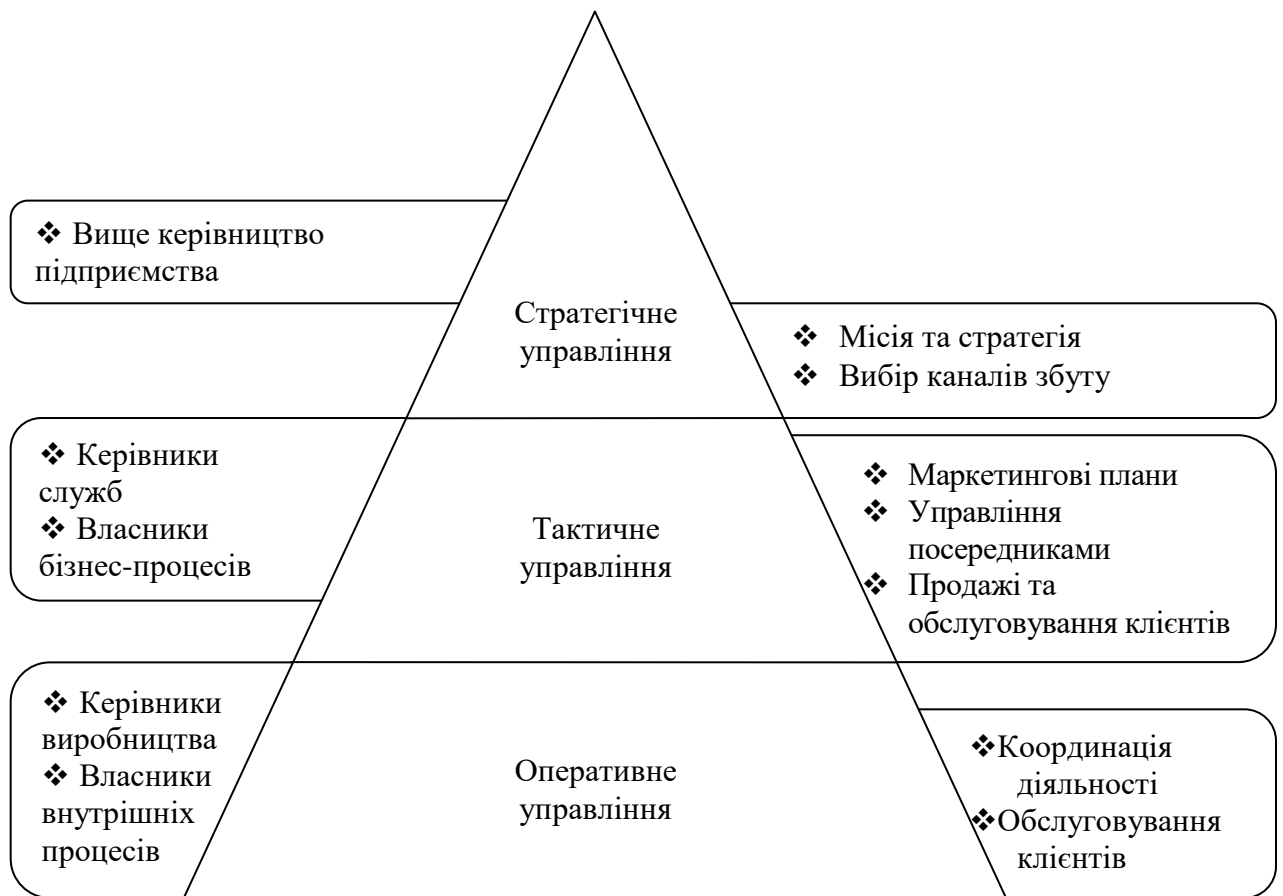 ❖ Вище керівництво
підприємства
Стратегічне
управління
❖ Місія та стратегія
❖ Вибір каналів збуту
❖ Керівники
служб
❖ Власники
бізнес-процесів
Тактичне
управління
❖ Маркетингові плани
❖ Управління
посередниками
❖ Продажі та
обслуговування клієнтів
❖ Керівники
виробництва
❖ Власники
внутрішніх
процесів
Оперативне
управління
❖Координація
діяльності
❖Обслуговування
клієнтів